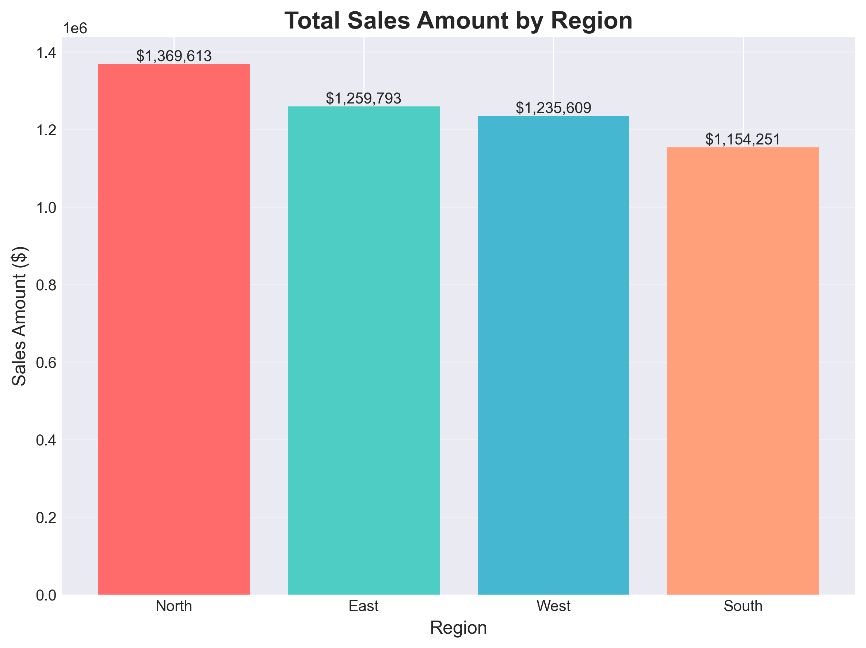 Total Sales Amount by Region
1e6
1.4
1.2
1.0
0.8
0.6
0.4
0.2
0.0
Sales Amount ($)
$1,369,613
$1,259,793
$1,235,609
$1,154,251
North
East
West
South
Region